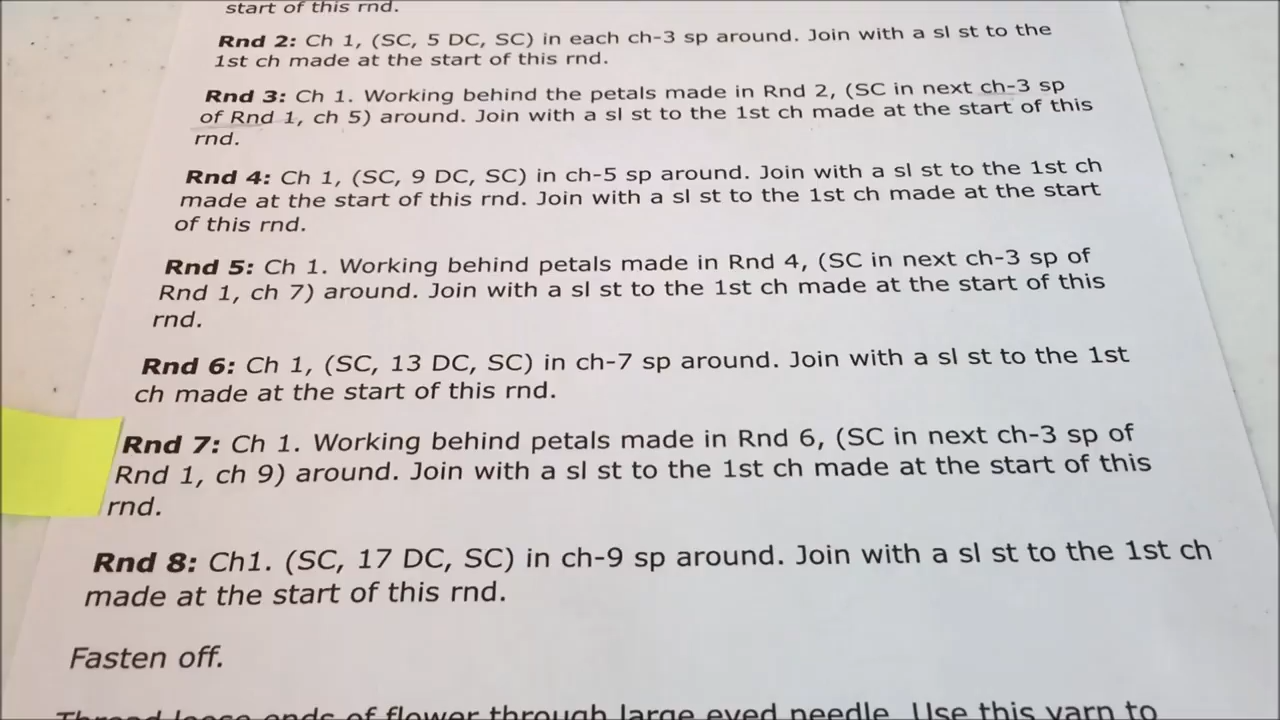 start of this rnd.
Rnd 2: Ch 1, (SC, 5 DC, SC) in each ch-3 sp around. Join with a sl st to the
1st ch made at the start of this rnd.
Rnd 3: Ch 1. Working behind the petals made in Rnd 2, (SC in next ch-3 sp
of Rnd 1, ch 5) around. Join with a sl st to the 1st ch made at the start of this
rnd.
Rnd 4: Ch 1, (SC, 9 DC, SC) in ch-5 sp around. Join with a sl st to the 1st ch
made at the start of this rnd. Join with a sl st to the 1st ch made at the start
of this rnd.
Rnd 5: Ch 1. Working behind petals made in Rnd 4, (SC in next ch-3 sp of
Rnd 1, ch 7) around. Join with a sl st to the 1st ch made at the start of this
rnd.
Rnd 6: Ch 1, (SC, 13 DC, SC) in ch-7 sp around. Join with a sl st to the 1st
ch made at the start of this rnd.
Rnd 7: Ch 1. Working behind petals made in Rnd 6, (SC in next ch-3 sp of
Rnd 1, ch 9) around. Join with a sl st to the 1st ch made at the start of this
rnd.
Rnd 8: Ch1. (SC, 17 DC, SC) in ch-9 sp around. Join with a sl st to the 1st ch
made at the start of this rnd.
Fasten off.
Thread loose ends of flower through large eyed needle. Use this yarn to